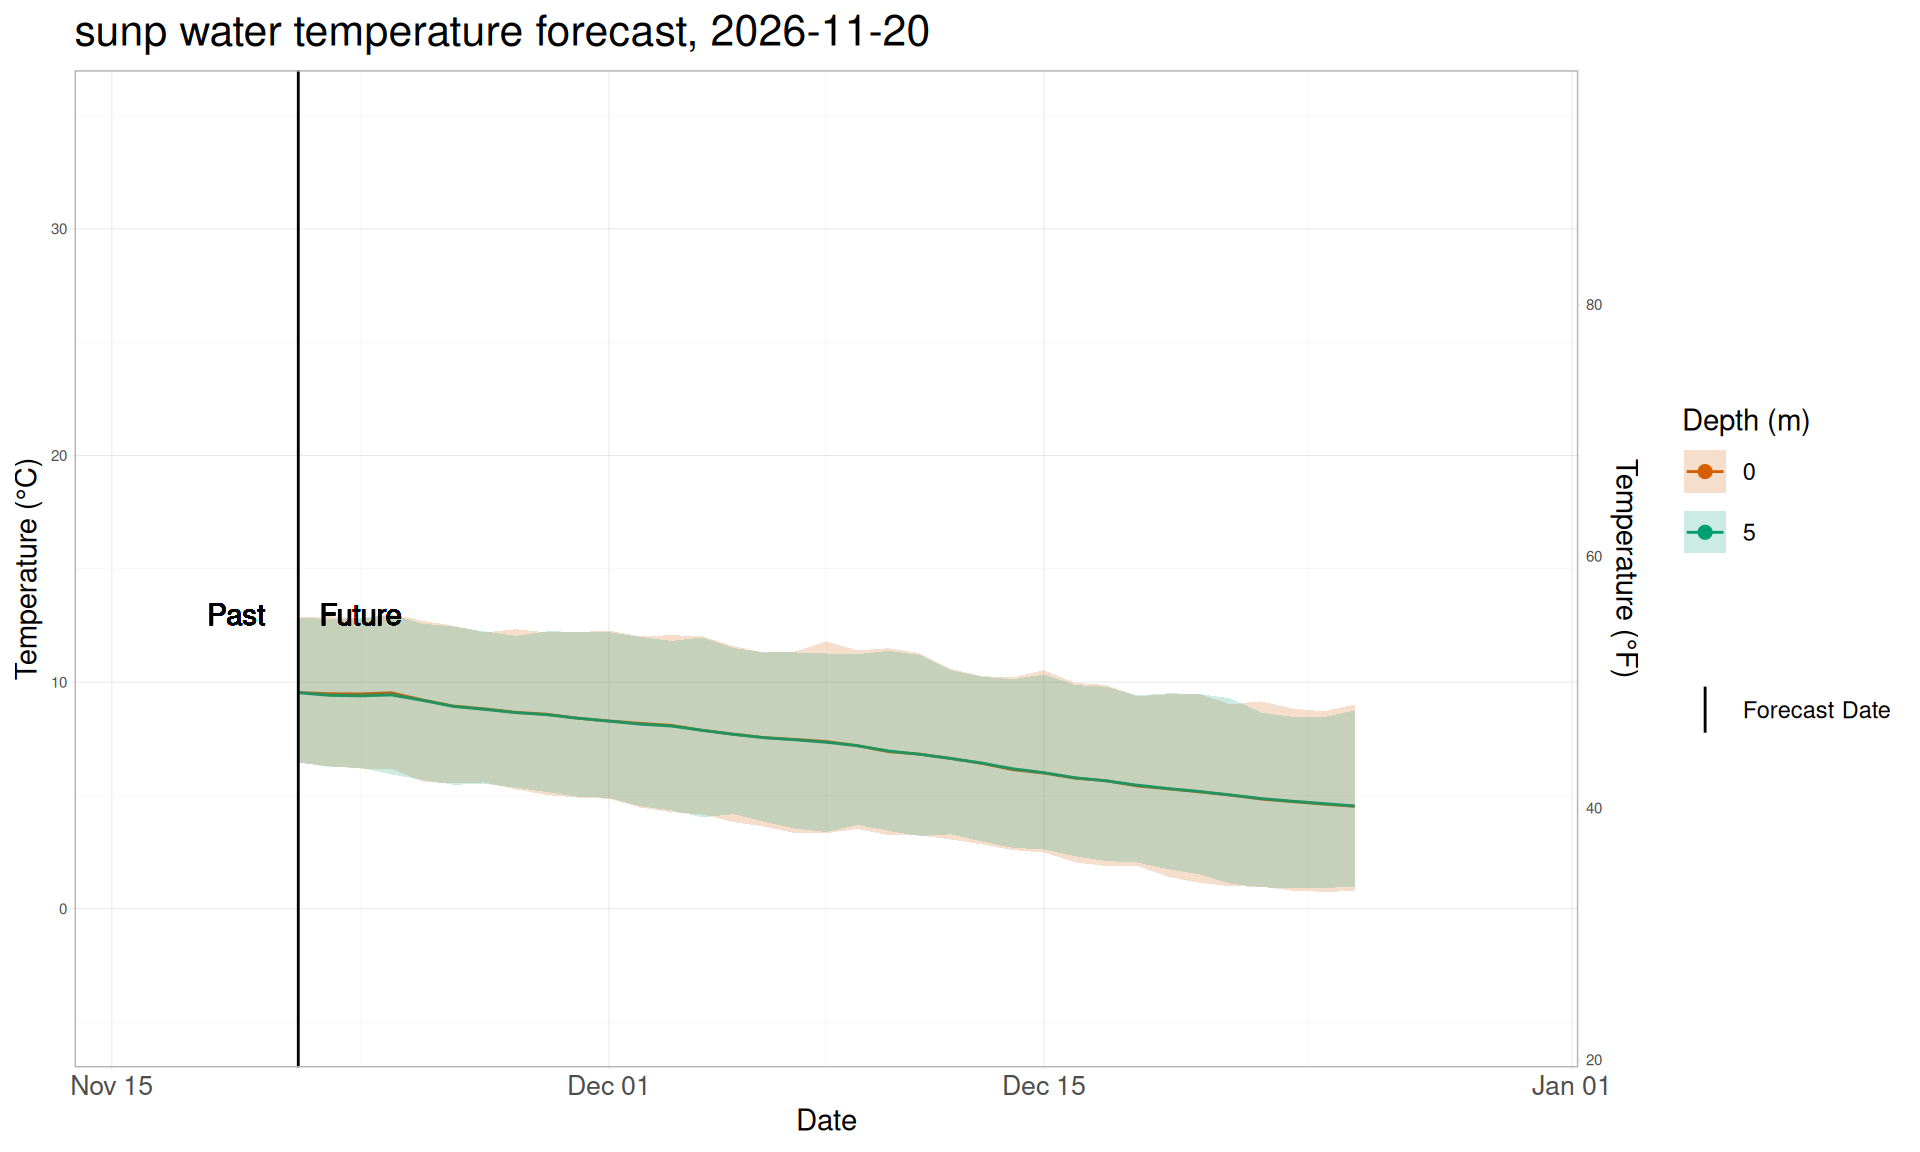 sunp water temperature forecast, 2026-11-20
Temperature (°C)
30
20
10
0
Past
Future
80
60
40
20
Temperature (°F)
Nov 15
Dec 01
Dec 15
Jan 01
Date
Depth (m)
0
5
Forecast Date